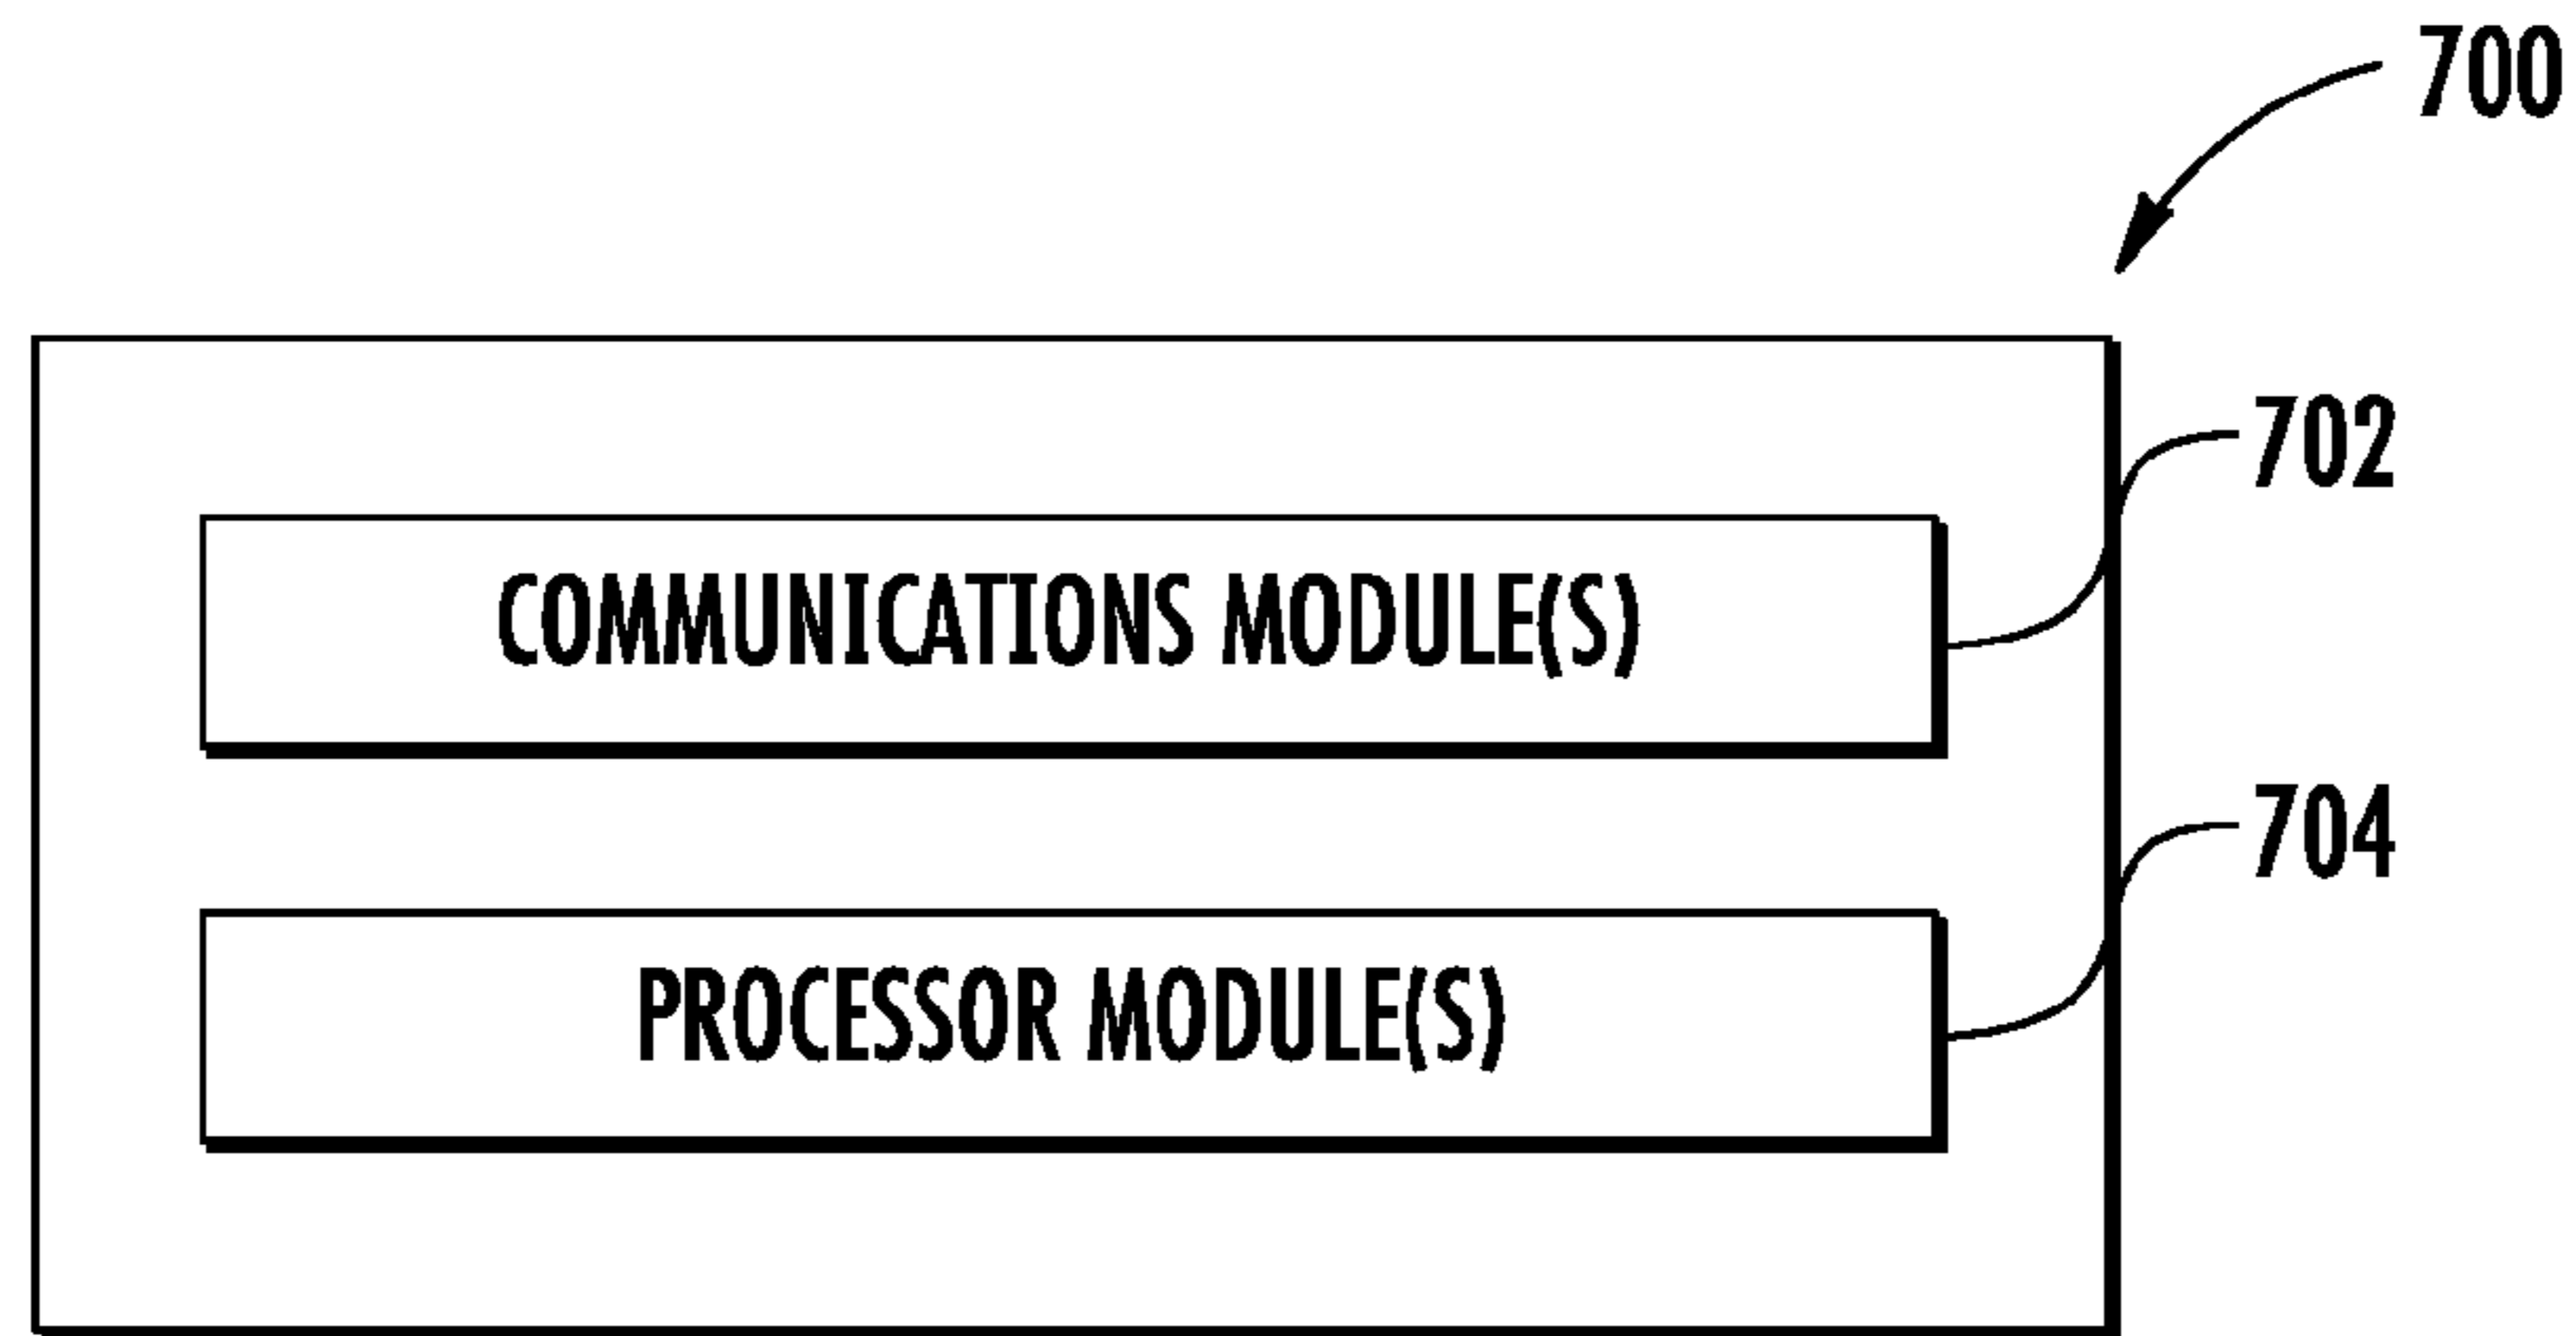 700
702
COMMUNICATIONS MODULE(S)
704
PROCESSOR MODULE(S)